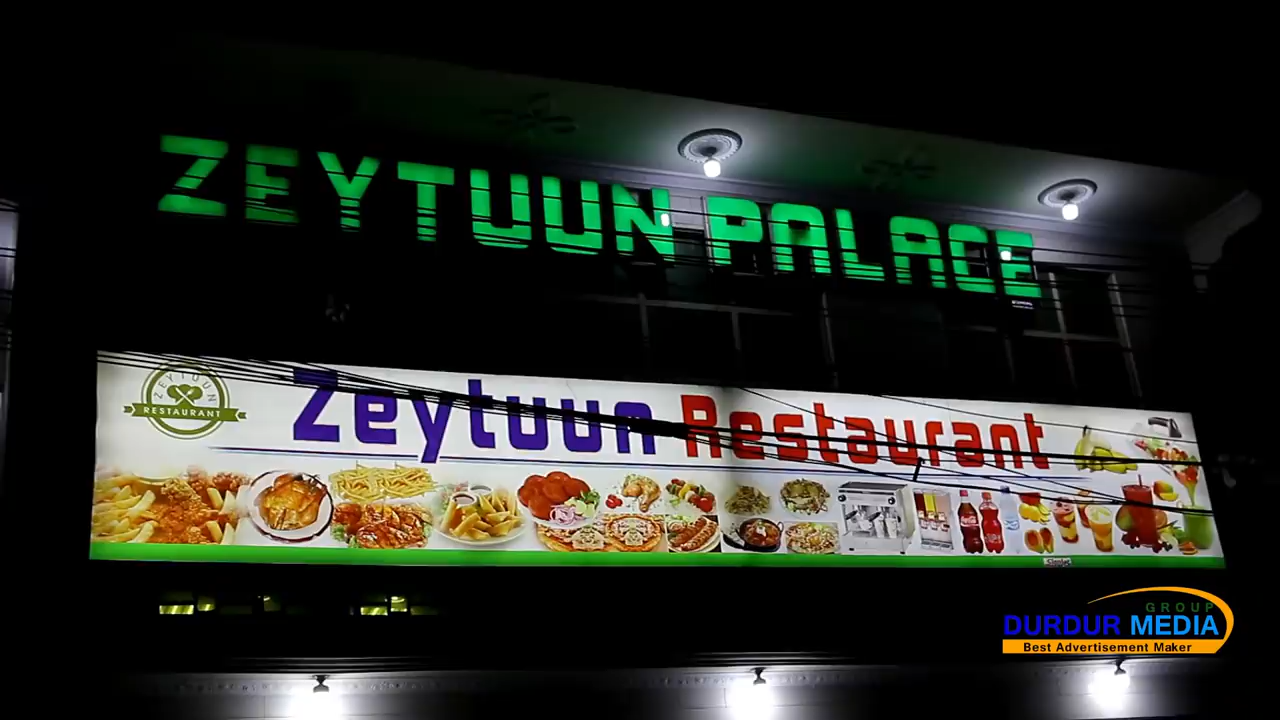 ZEYTUUN PALACE
ZEYTUUN
RESTAURANT
Zeytuun Restaurant
GROUP
DURDUR MEDIA
Best Advertisement Maker